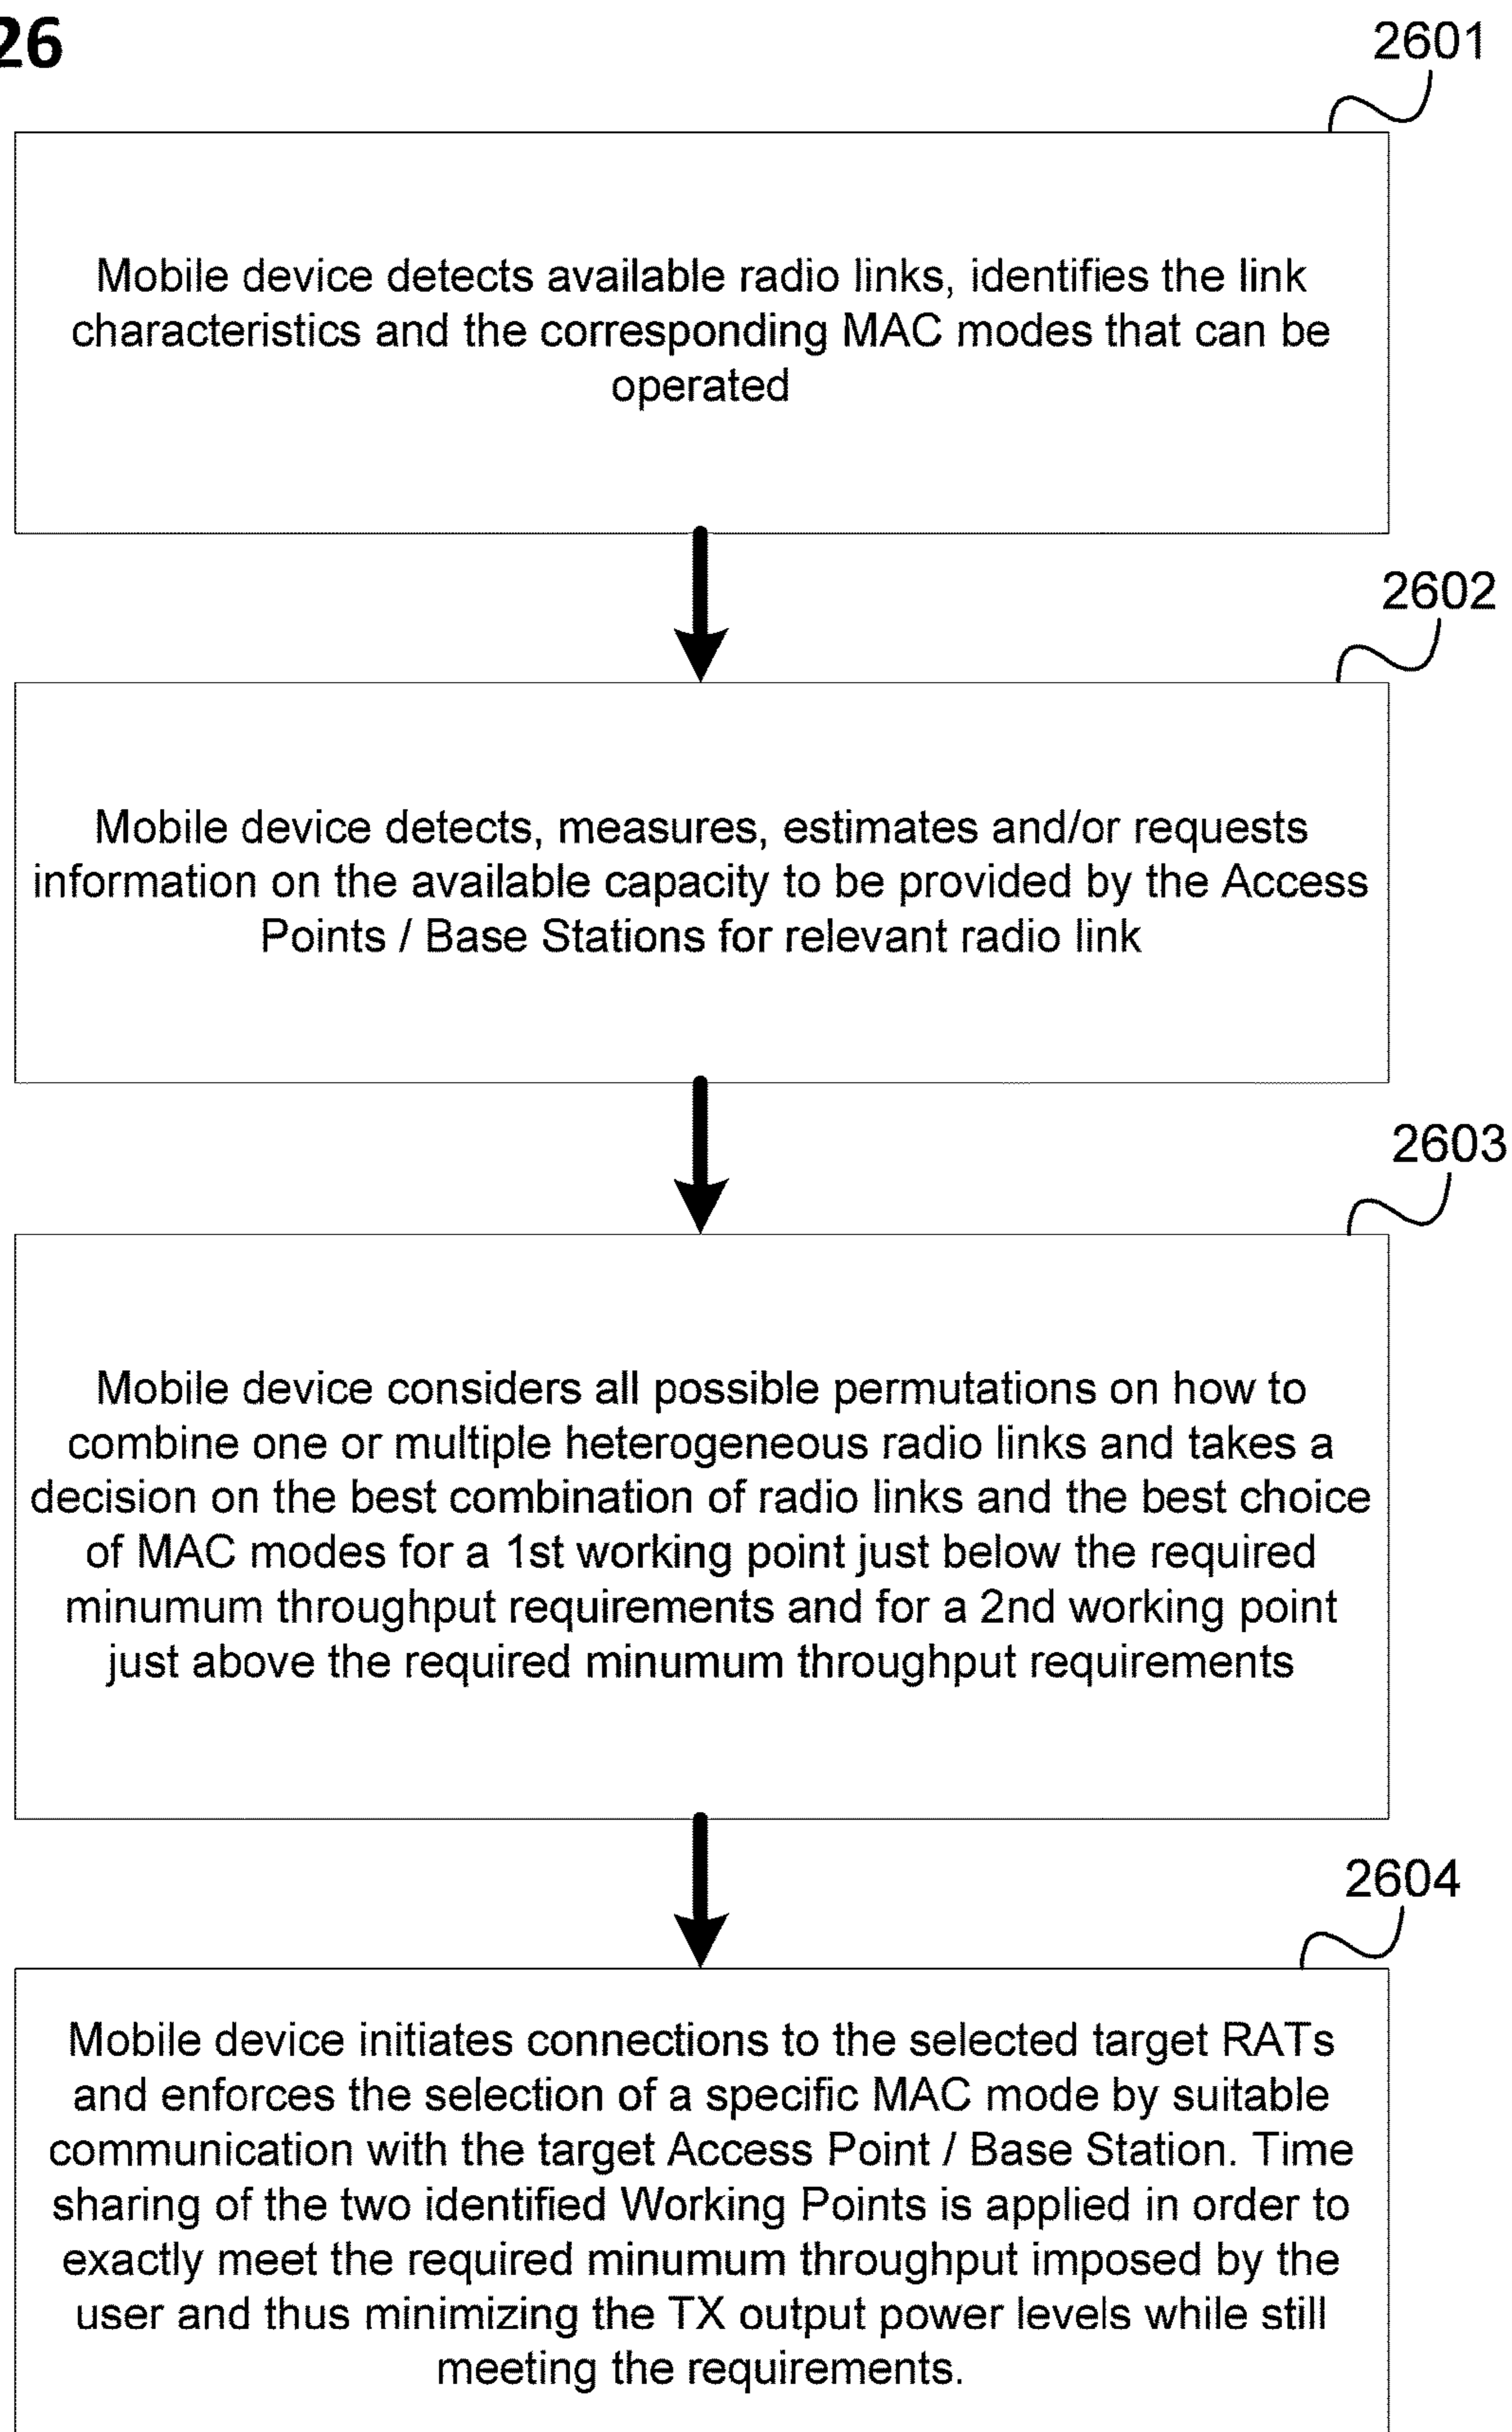 26
2601
Mobile device detects available radio links, identifies the link
characteristics and the corresponding MAC modes that can be
operated
2602
Mobile device detects, measures, estimates and/or requests
information on the available capacity to be provided by the Access
Points / Base Stations for relevant radio link
2603
Mobile device considers all possible permutations on how to
combine one or multiple heterogeneous radio links and takes a
decision on the best combination of radio links and the best choice
of MAC modes for a 1st working point just below the required
minumum throughput requirements and for a 2nd working point
just above the required minumum throughput requirements
2604
Mobile device initiates connections to the selected target RATs
and enforces the selection of a specific MAC mode by suitable
communication with the target Access Point / Base Station. Time
sharing of the two identified Working Points is applied in order to
exactly meet the required minumum throughput imposed by the
user and thus minimizing the TX output power levels while still
meeting the requirements.